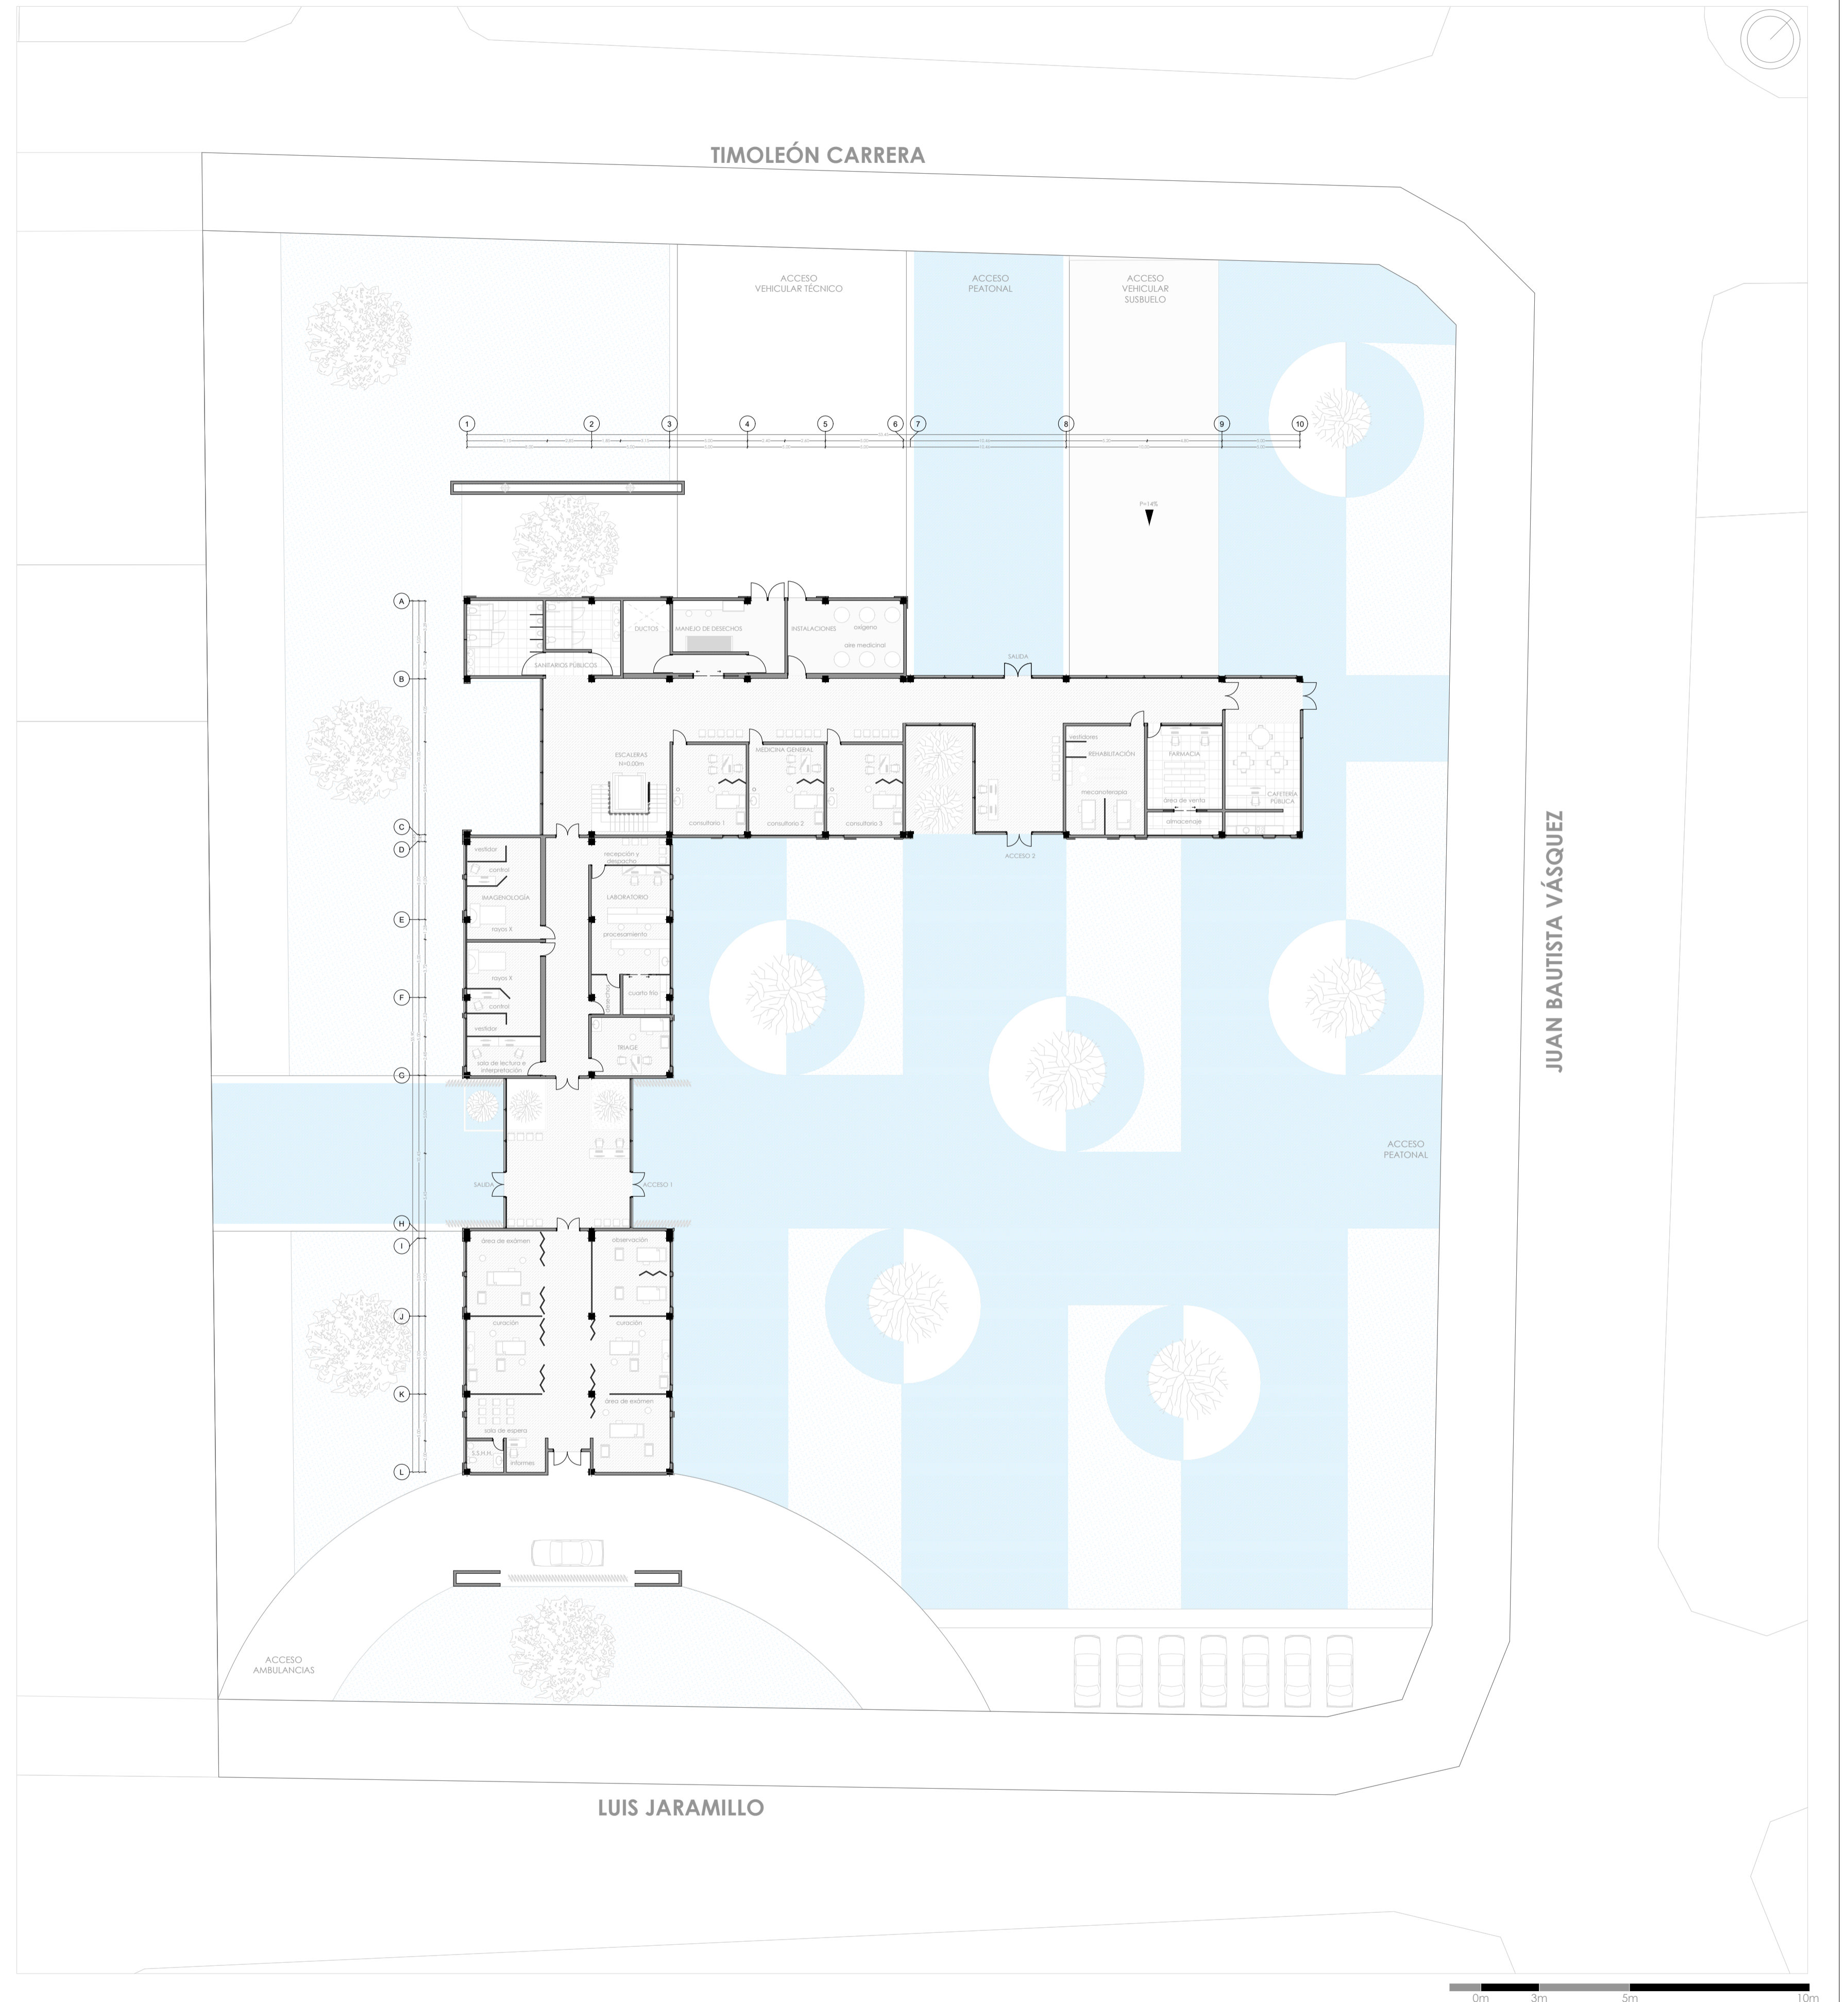 TIMOLEÓN CARRERA
ACCESO
VEHICULAR TÉCNICO
ACCESO
PEATONAL
ACCESO
VEHICULAR
SUSBUELO
1
2
3
4
5
6
7
8
9
10
P=14%
A
DUCTOS
MANEJO DE DESECHOS
INSTALACIONES
oxígeno
aire medicinal
SANITARIOS PÚBLICOS
SALIDA
B
vestidores
REHABILITACIÓN
ESCALERAS
N=0,00m
MEDICINA GENERAL
FARMACIA
mecanoterapia
CAFETERÍA
PÚBLICA
área de venta
consultorio 1
consultorio 2
consultorio 3
almacenaje
C
D
vestidor
recepción y
despacho
ACCESO 2
control
IMAGENOLOGÍA
LABORATORIO
E
rayos X
procesamiento
rayos X
F
control
desechos
cuarto frío
vestidor
TRIAGE
sala de lectura e
interpretación
G
JUAN BAUTISTA VÁSQUEZ
ACCESO
PEATONAL
SALIDA
ACCESO 1
H
I
área de exámen
observación
J
curación
curación
K
área de exámen
sala de espera
S.S.H.H.
informes
L
ACCESO
AMBULANCIAS
LUIS JARAMILLO
0m
3m
5m
10m